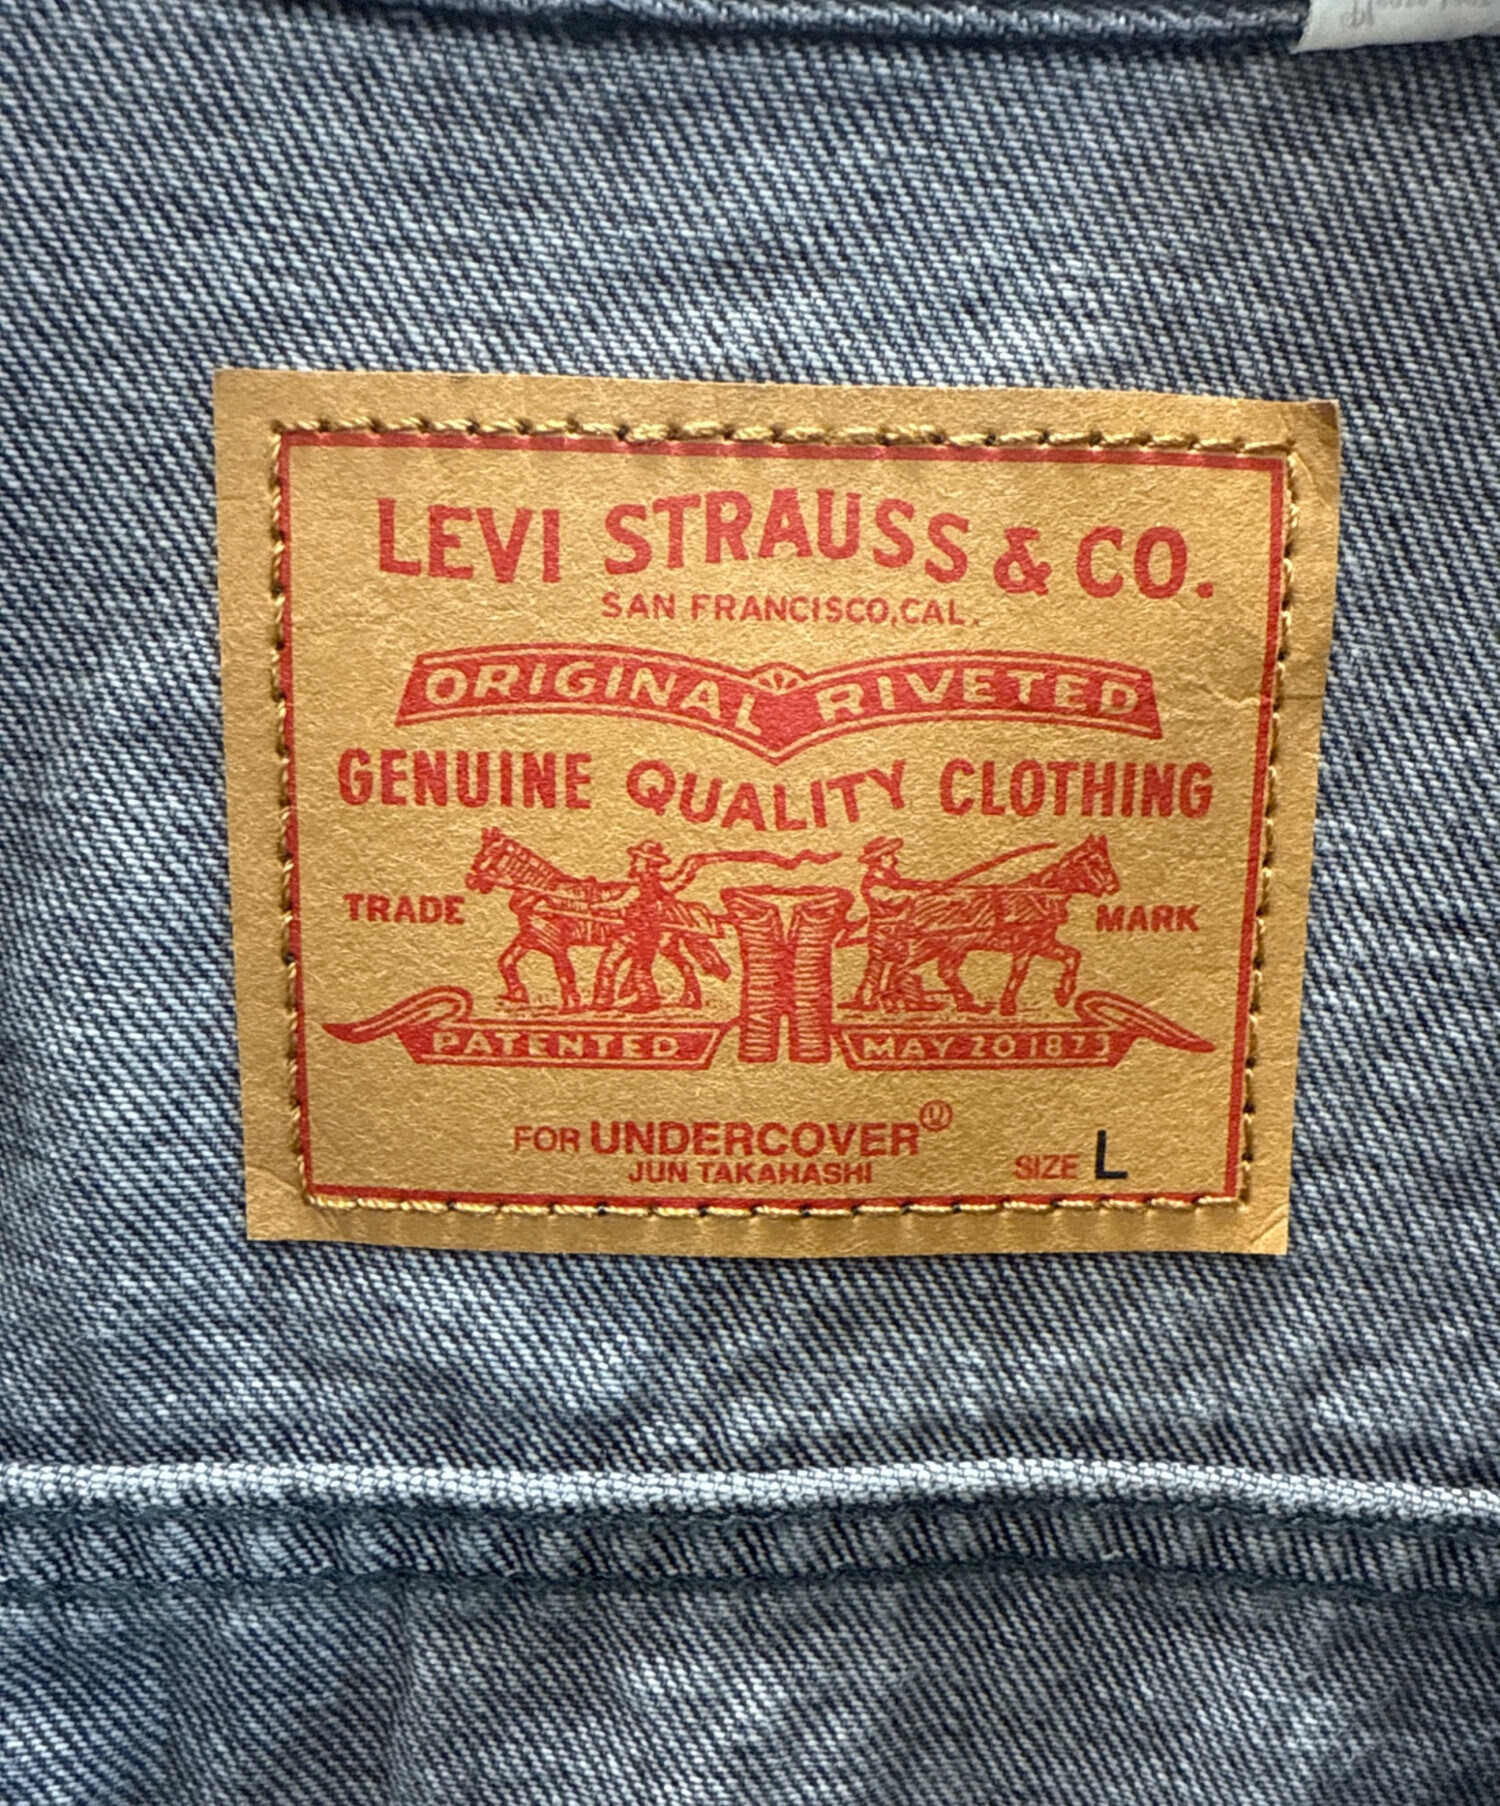 LEVI STRAUSS & CO.
SAN FRANCISCO, CAL.
ORIGINAL RIVETED
GENUINE QUALITY CLOTHING
TRADE MARK
PATENTED MAY 20 1873
FOR UNDERCOVER Ⓤ
JUN TAKAHASHI
SIZE L